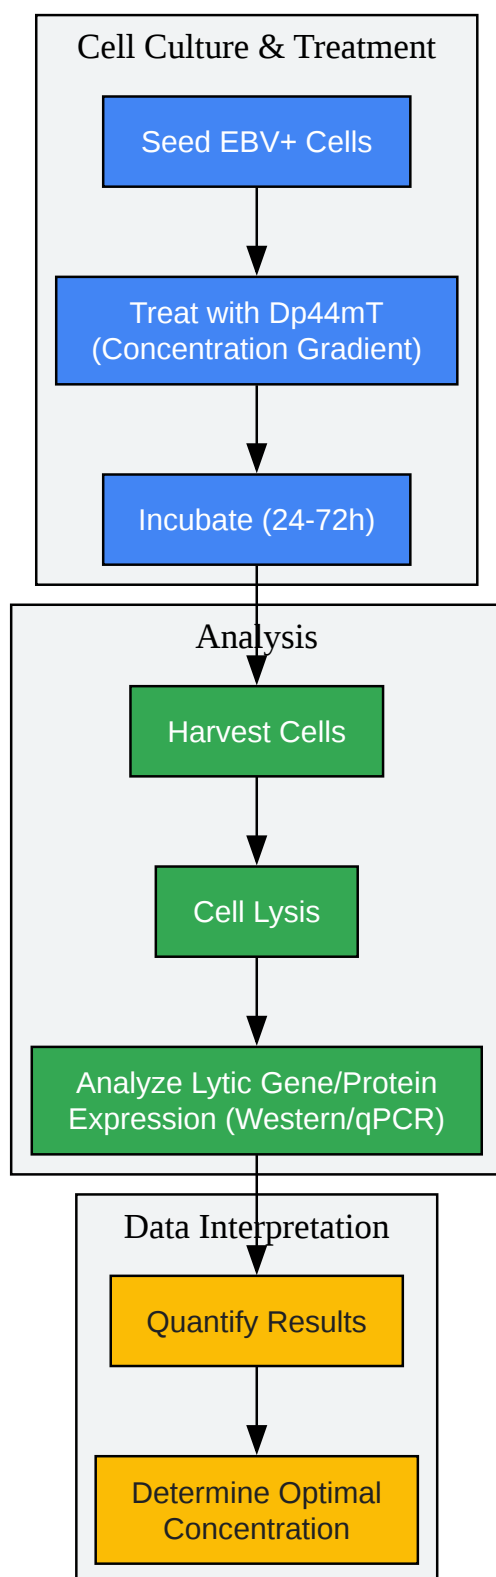 Cell Culture & Treatment
Seed EBV+ Cells
Treat with Dp44mT
(Concentration Gradient)
Incubate (24-72h)
Analysis
Harvest Cells
Cell Lysis
Analyze Lytic Gene/Protein
Expression (Western/qPCR)
Data Interpretation
Quantify Results
Determine Optimal
Concentration